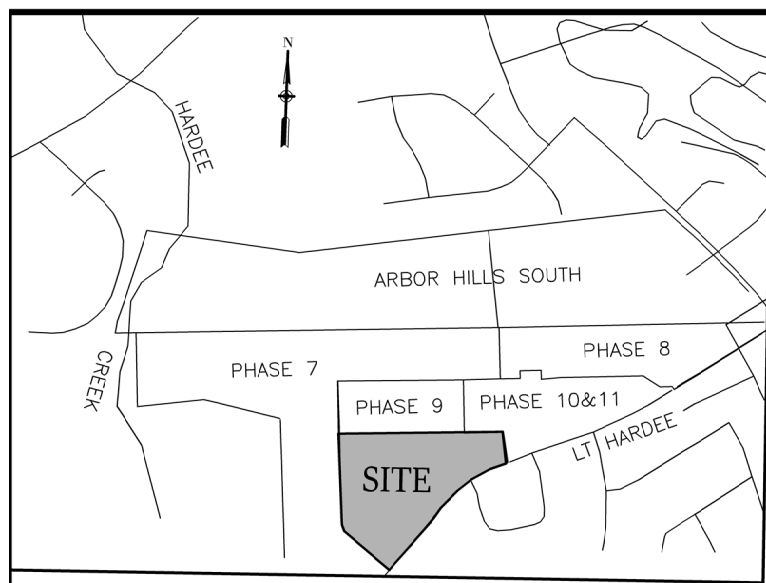 N
HARDEE
ARBOR HILLS SOUTH
PHASE 8
PHASE 7
CREEK
PHASE 9
PHASE 10&11
LT HARDEE
SITE